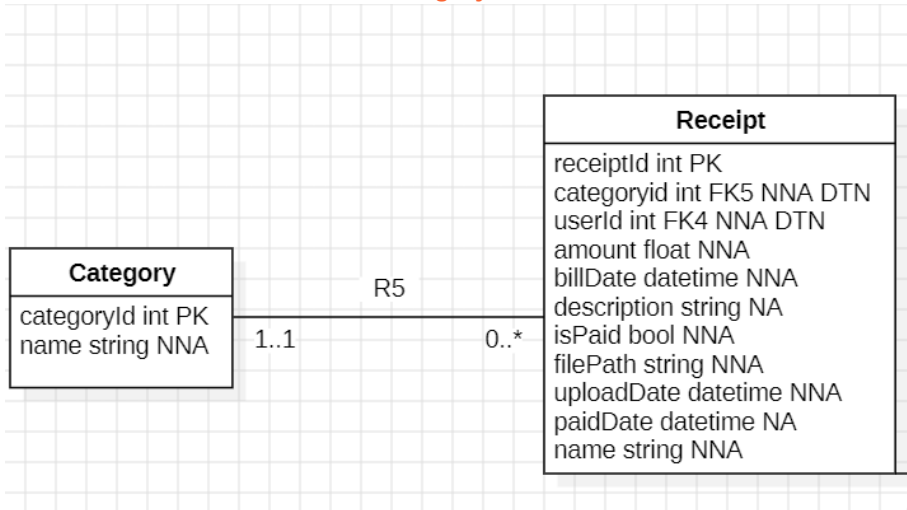 Category
categoryId int PK
name string NNA
R5
1..1
0..*
Receipt
receiptId int PK
categoryid int FK5 NNA DTN
userId int FK4 NNA DTN
amount float NNA
billDate datetime NNA
description string NA
isPaid bool NNA
filePath string NNA
uploadDate datetime NNA
paidDate datetime NA
name string NNA